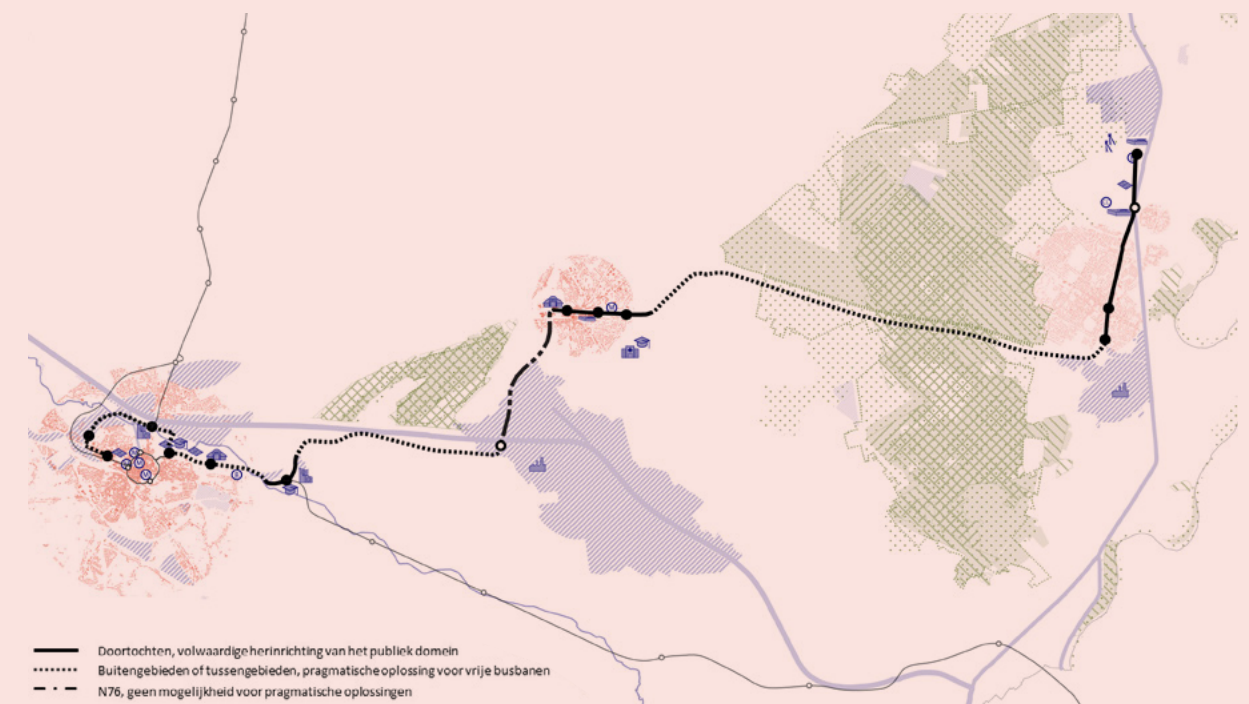 Doortochten, volwaardige herinrichting van het publiek domein
Buitengebieden of tussengebieden, pragmatische oplossing voor vrije busbanen
N76, geen mogelijkheid voor pragmatische oplossingen